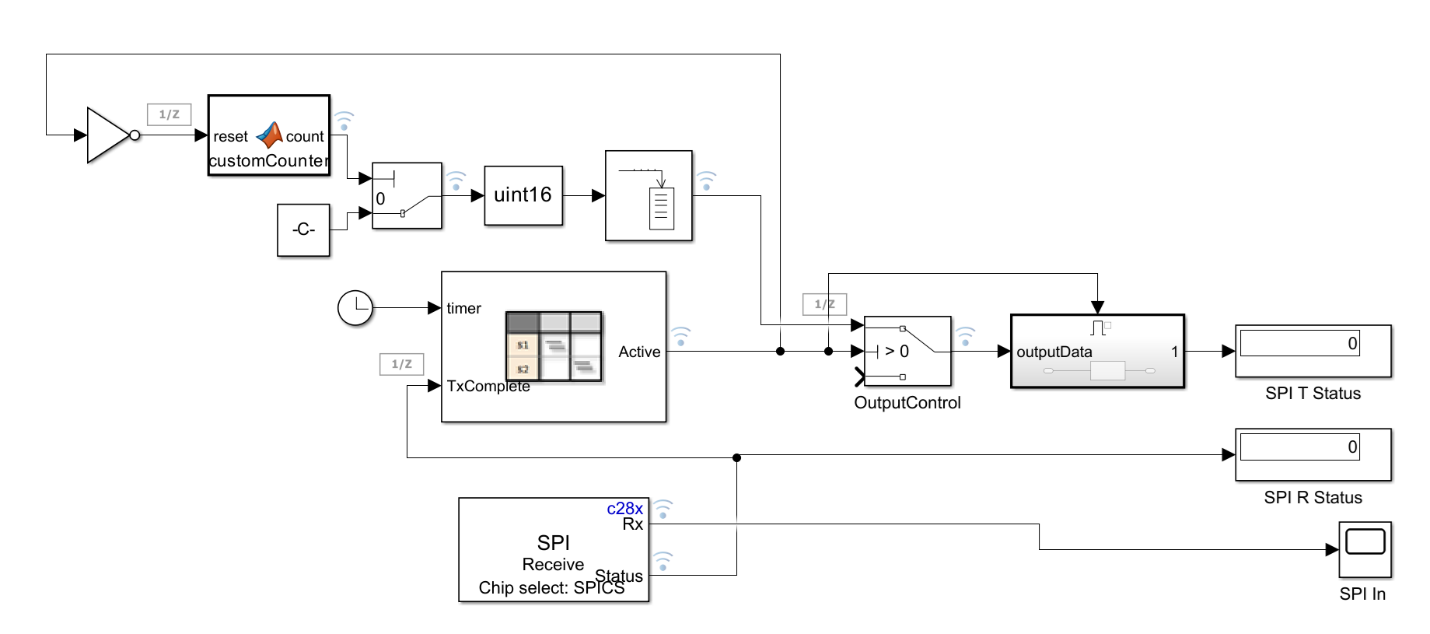 1/Z
reset
count
customCounter
0
-C-
uint16
timer
TxComplete
S1
S2
Active
1/Z
1/Z
> 0
OutputControl
outputData
1
0
SPI T Status
0
SPI R Status
c28x
Rx
SPI
Receive
Status
Chip select: SPICS
SPI In